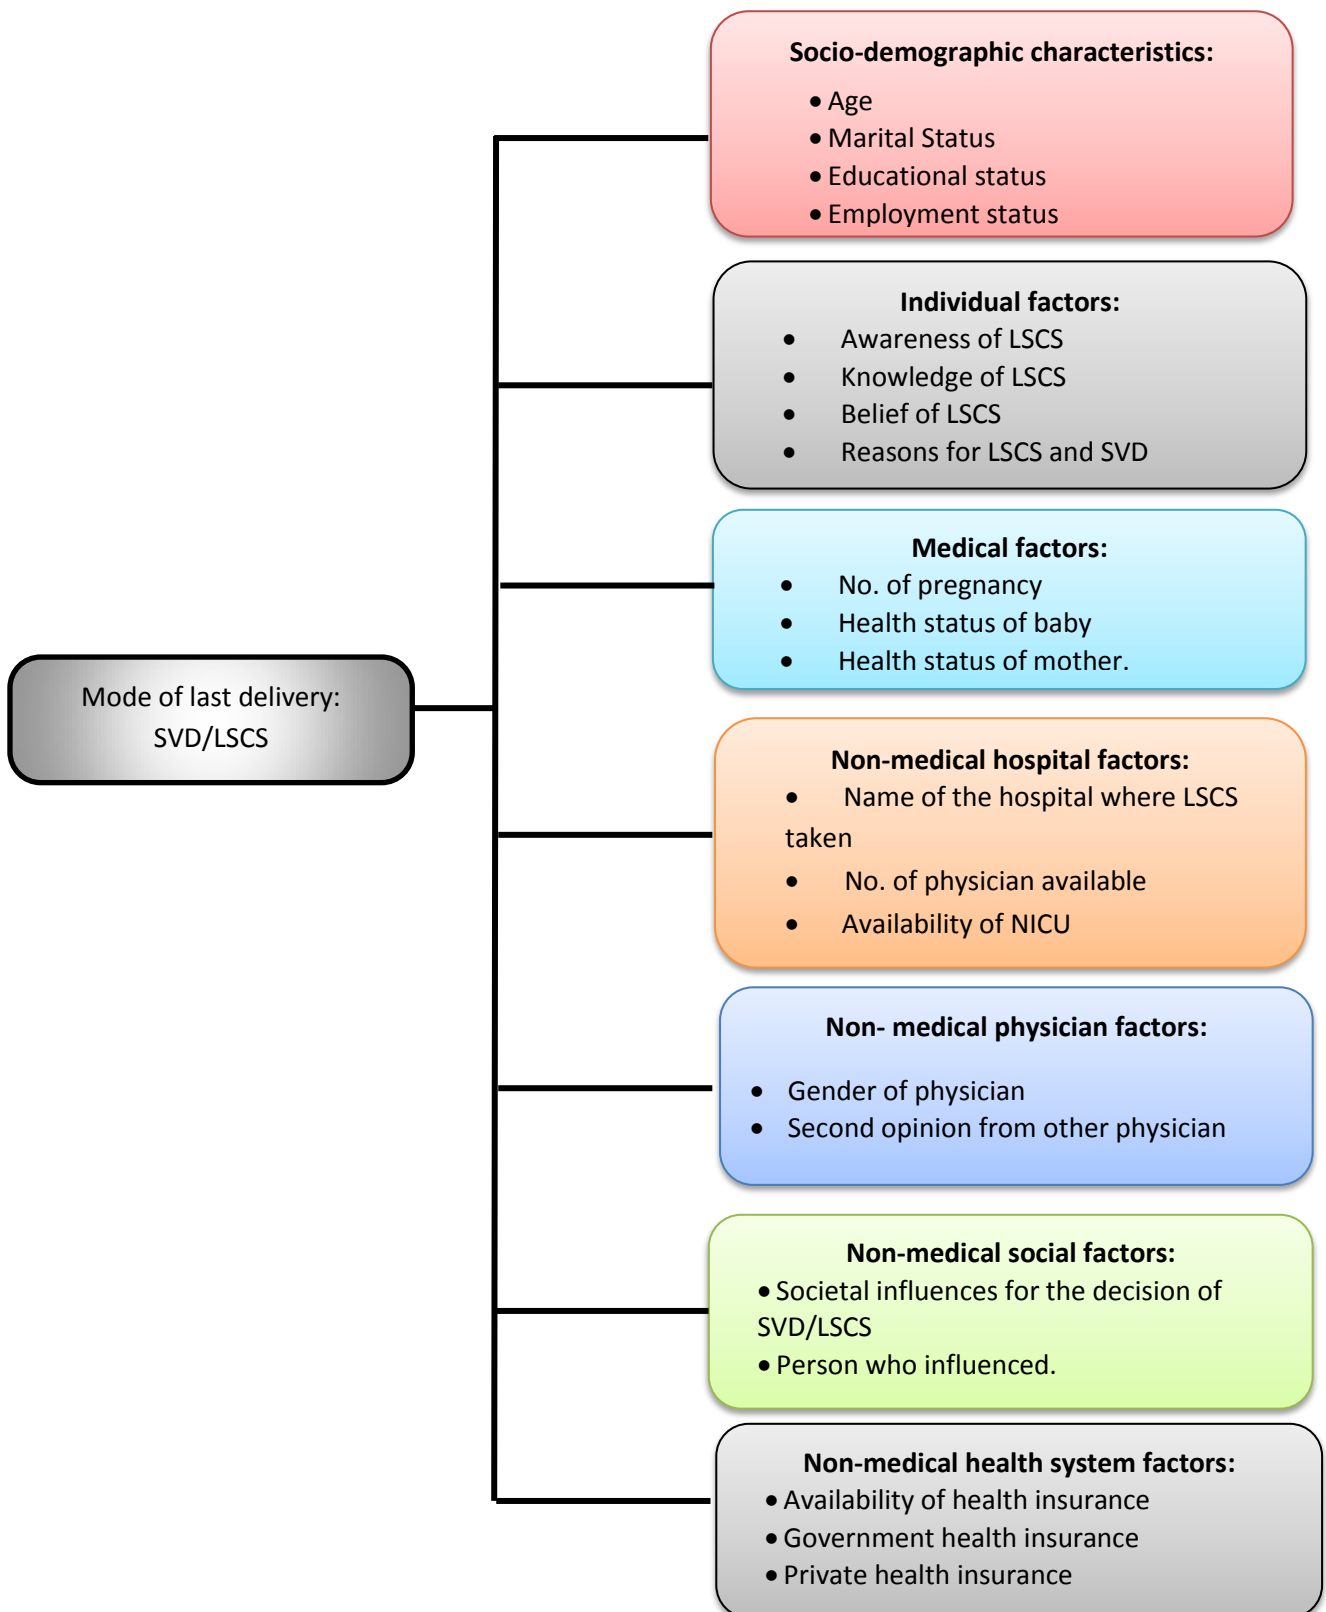 Socio-demographic characteristics:
• Age
• Marital Status
• Educational status
• Employment status
Individual factors:
• Awareness of LSCS
• Knowledge of LSCS
• Belief of LSCS
• Reasons for LSCS and SVD
Medical factors:
• No. of pregnancy
• Health status of baby
• Health status of mother.
Mode of last delivery:
SVD/LSCS
Non-medical hospital factors:
• Name of the hospital where LSCS
taken
• No. of physician available
• Availability of NICU
Non- medical physician factors:
• Gender of physician
• Second opinion from other physician
Non-medical social factors:
• Societal influences for the decision of
SVD/LSCS
• Person who influenced.
Non-medical health system factors:
• Availability of health insurance
• Government health insurance
• Private health insurance